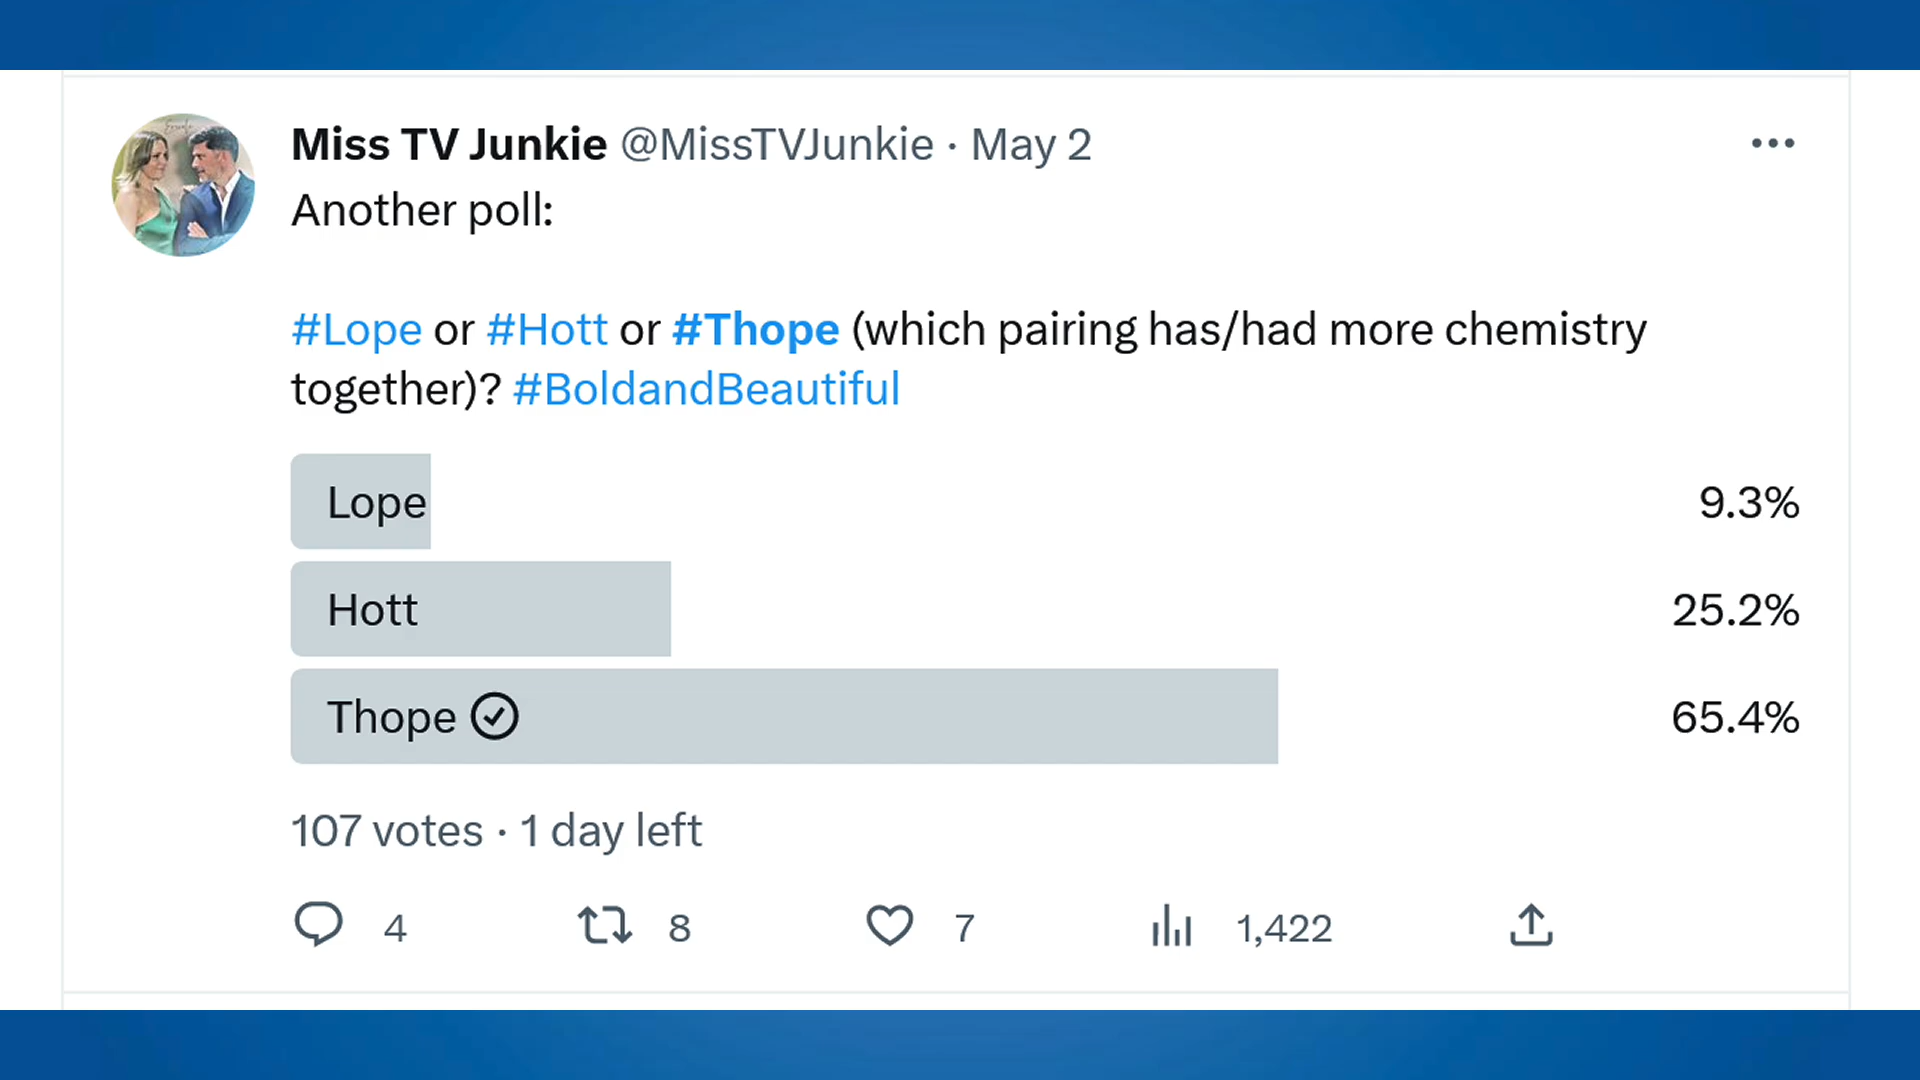 Miss TV Junkie @MissTVJunkie · May 2
Another poll:
#Lope or #Hott or #Thope (which pairing has/had more chemistry
together)? #BoldandBeautiful
Lope 9.3%
Hott 25.2%
Thope 65.4%
107 votes · 1 day left
4 8 7 1,422